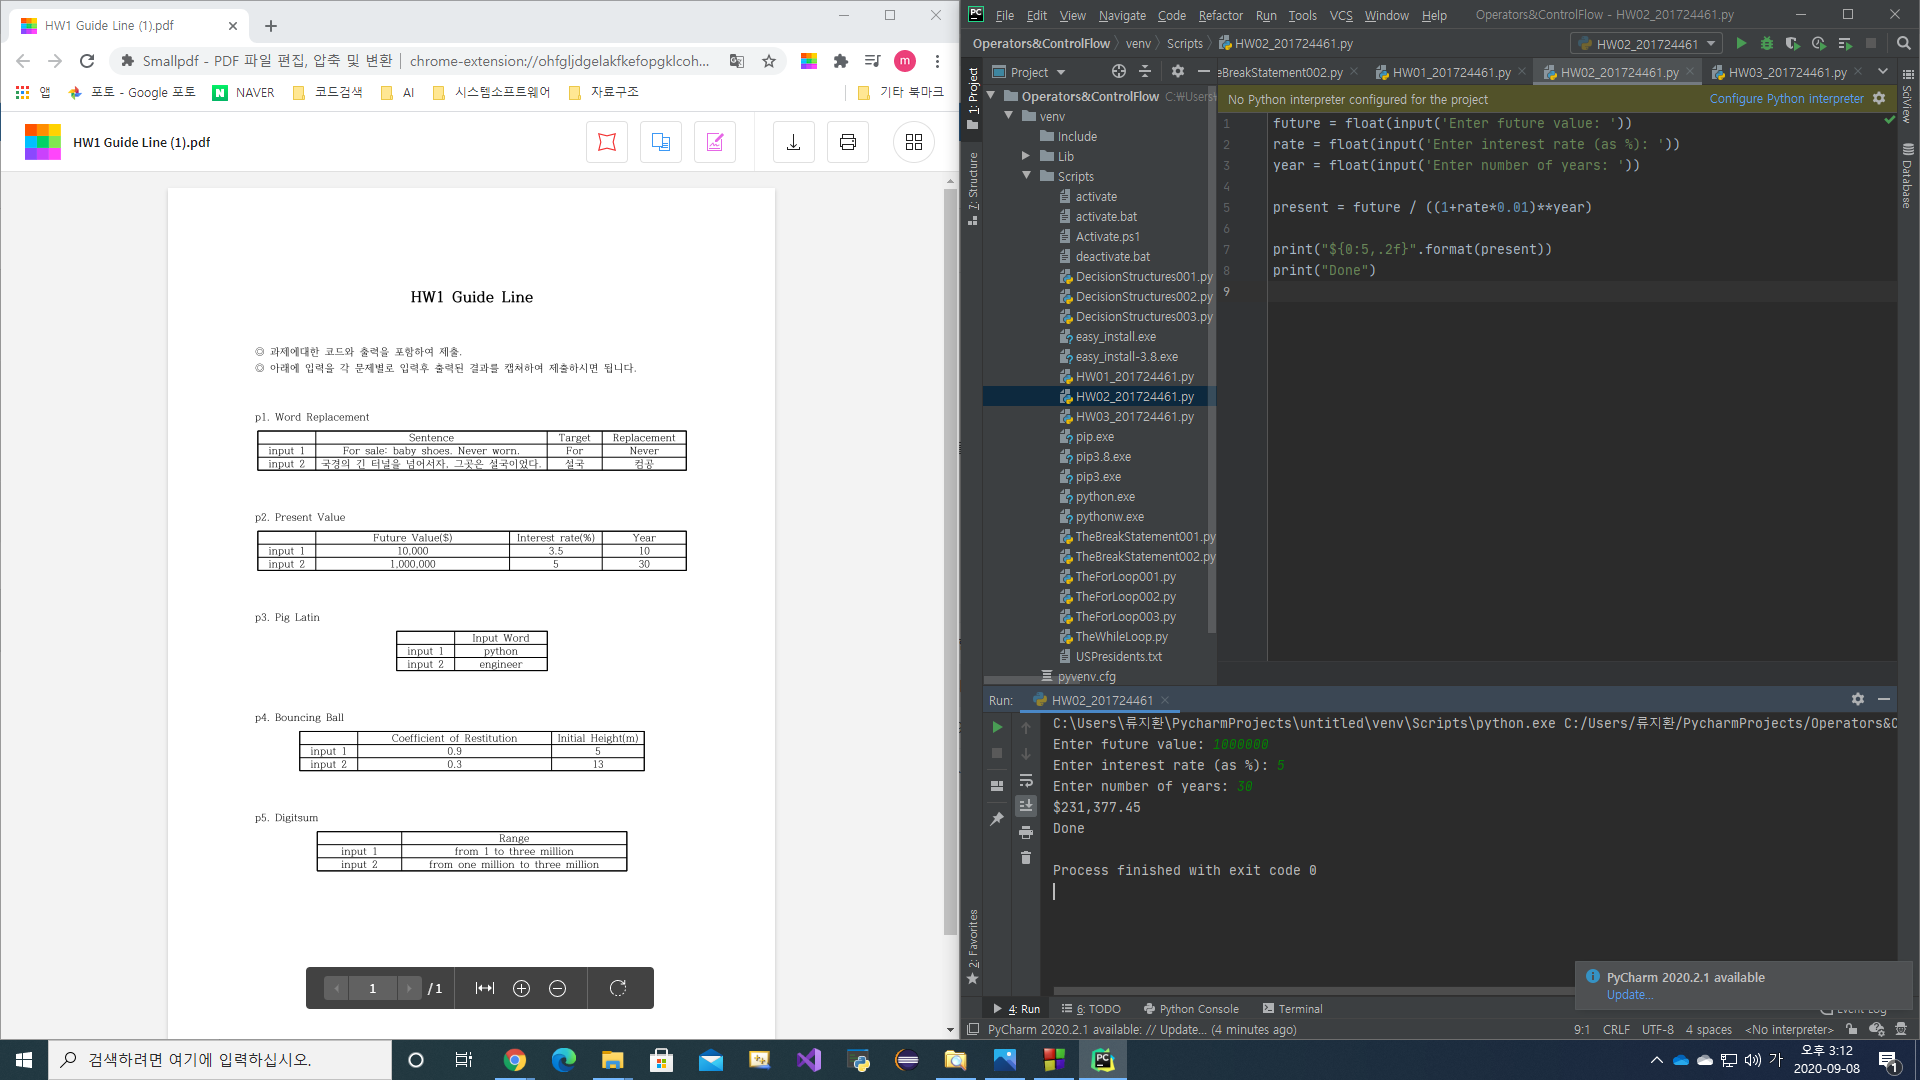 HW1 Guide Line (1).pdf
Smallpdf - PDF 파일 편집, 압축 및 변환 | chrome-extension://ohfgljdgelakfkefopgklcoh...
m
앱
포토 - Google 포토
NAVER
코드검색
AI
시스템소프트웨어
자료구조
기타 북마크
HW1 Guide Line (1).pdf
HW1 Guide Line
◎ 과제에대한 코드와 출력을 포함하여 제출.
◎ 아래에 입력을 각 문제별로 입력후 출력된 결과를 캡쳐하여 제출하시면 됩니다.
p1. Word Replacement
Sentence Target Replacement
input 1 For sale: baby shoes. Never worn. For Never
input 2 국경의 긴 터널을 넘어서자, 그곳은 설국이었다. 설국 컴공
p2. Present Value
Future Value($) Interest rate(%) Year
input 1 10,000 3.5 10
input 2 1,000,000 5 30
p3. Pig Latin
Input Word
input 1 python
input 2 engineer
p4. Bouncing Ball
Coefficient of Restitution Initial Height(m)
input 1 0.9 5
input 2 0.3 13
p5. Digitsum
Range
input 1 from 1 to three million
input 2 from one million to three million
1 / 1
File Edit View Navigate Code Refactor Run Tools VCS Window Help Operators&ControlFlow - HW02_201724461.py
Operators&ControlFlow venv Scripts HW02_201724461.py
HW02_201724461
1: Project
7: Structure
2: Favorites
Project
Operators&ControlFlow C:￦Users￦
venv
Include
Lib
Scripts
activate
activate.bat
Activate.ps1
deactivate.bat
DecisionStructures001.py
DecisionStructures002.py
DecisionStructures003.py
easy_install.exe
easy_install-3.8.exe
HW01_201724461.py
HW02_201724461.py
HW03_201724461.py
pip.exe
pip3.8.exe
pip3.exe
python.exe
pythonw.exe
TheBreakStatement001.py
TheBreakStatement002.py
TheForLoop001.py
TheForLoop002.py
TheForLoop003.py
TheWhileLoop.py
USPresidents.txt
pyvenv.cfg
eBreakStatement002.py HW01_201724461.py HW02_201724461.py HW03_201724461.py
No Python interpreter configured for the project Configure Python interpreter
1 future = float(input('Enter future value: '))
2 rate = float(input('Enter interest rate (as %): '))
3 year = float(input('Enter number of years: '))
4
5 present = future / ((1+rate*0.01)**year)
6
7 print("${0:5,.2f}".format(present))
8 print("Done")
9
SciView
Database
Run: HW02_201724461
C:\Users\류지환\PycharmProjects\untitled\venv\Scripts\python.exe C:/Users/류지환/PycharmProjects/Operators&C
Enter future value: 1000000
Enter interest rate (as %): 5
Enter number of years: 30
$231,377.45
Done
Process finished with exit code 0
PyCharm 2020.2.1 available
Update...
4: Run 6: TODO Python Console Terminal Event Log
PyCharm 2020.2.1 available: // Update... (4 minutes ago) 9:1 CRLF UTF-8 4 spaces <No interpreter>
검색하려면 여기에 입력하십시오.
가
오후 3:12
2020-09-08
1